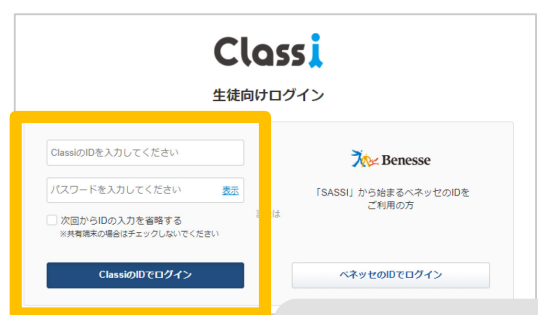 Classi
生徒向けログイン
ClassiのIDを入力してください
パスワードを入力してください 表示
次回からIDの入力を省略する
※共有端末の場合はチェックしないでください
ClassiのIDでログイン
は
Benesse
「SASSI」から始まるベネッセのIDを
ご利用の方
ベネッセのIDでログイン